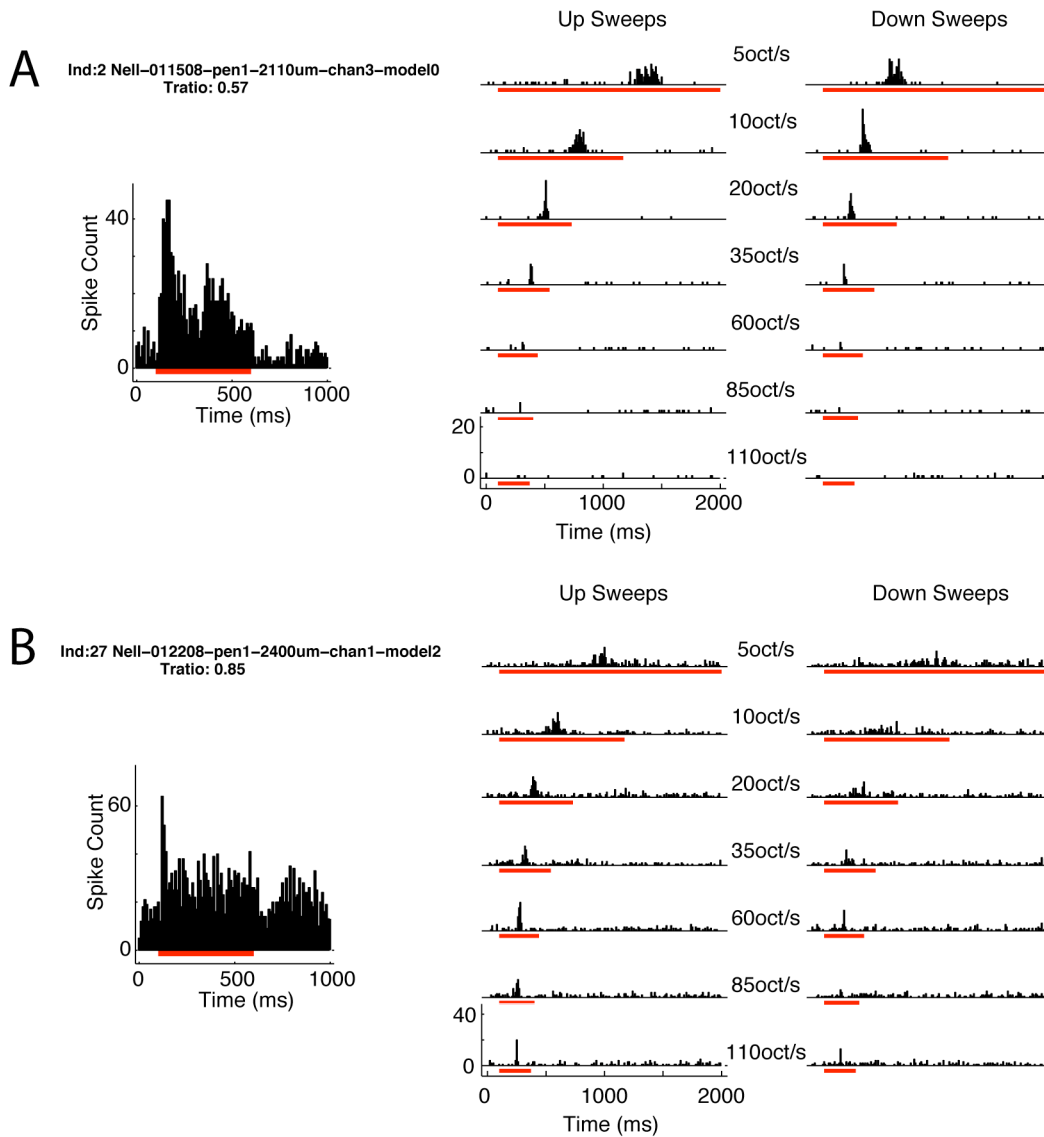 A
Ind:2 Nell–011508–pen1–2110um–chan3–model0
Tratio: 0.57
Spike Count
40
0
0 500 1000
Time (ms)
Up Sweeps Down Sweeps
5oct/s
10oct/s
20oct/s
35oct/s
60oct/s
85oct/s
20
110oct/s
0
0 1000 2000
Time (ms)
B
Ind:27 Nell–012208–pen1–2400um–chan1–model2
Tratio: 0.85
Spike Count
60
0
0 500 1000
Time (ms)
Up Sweeps Down Sweeps
5oct/s
10oct/s
20oct/s
35oct/s
60oct/s
85oct/s
40
110oct/s
0
0 1000 2000
Time (ms)